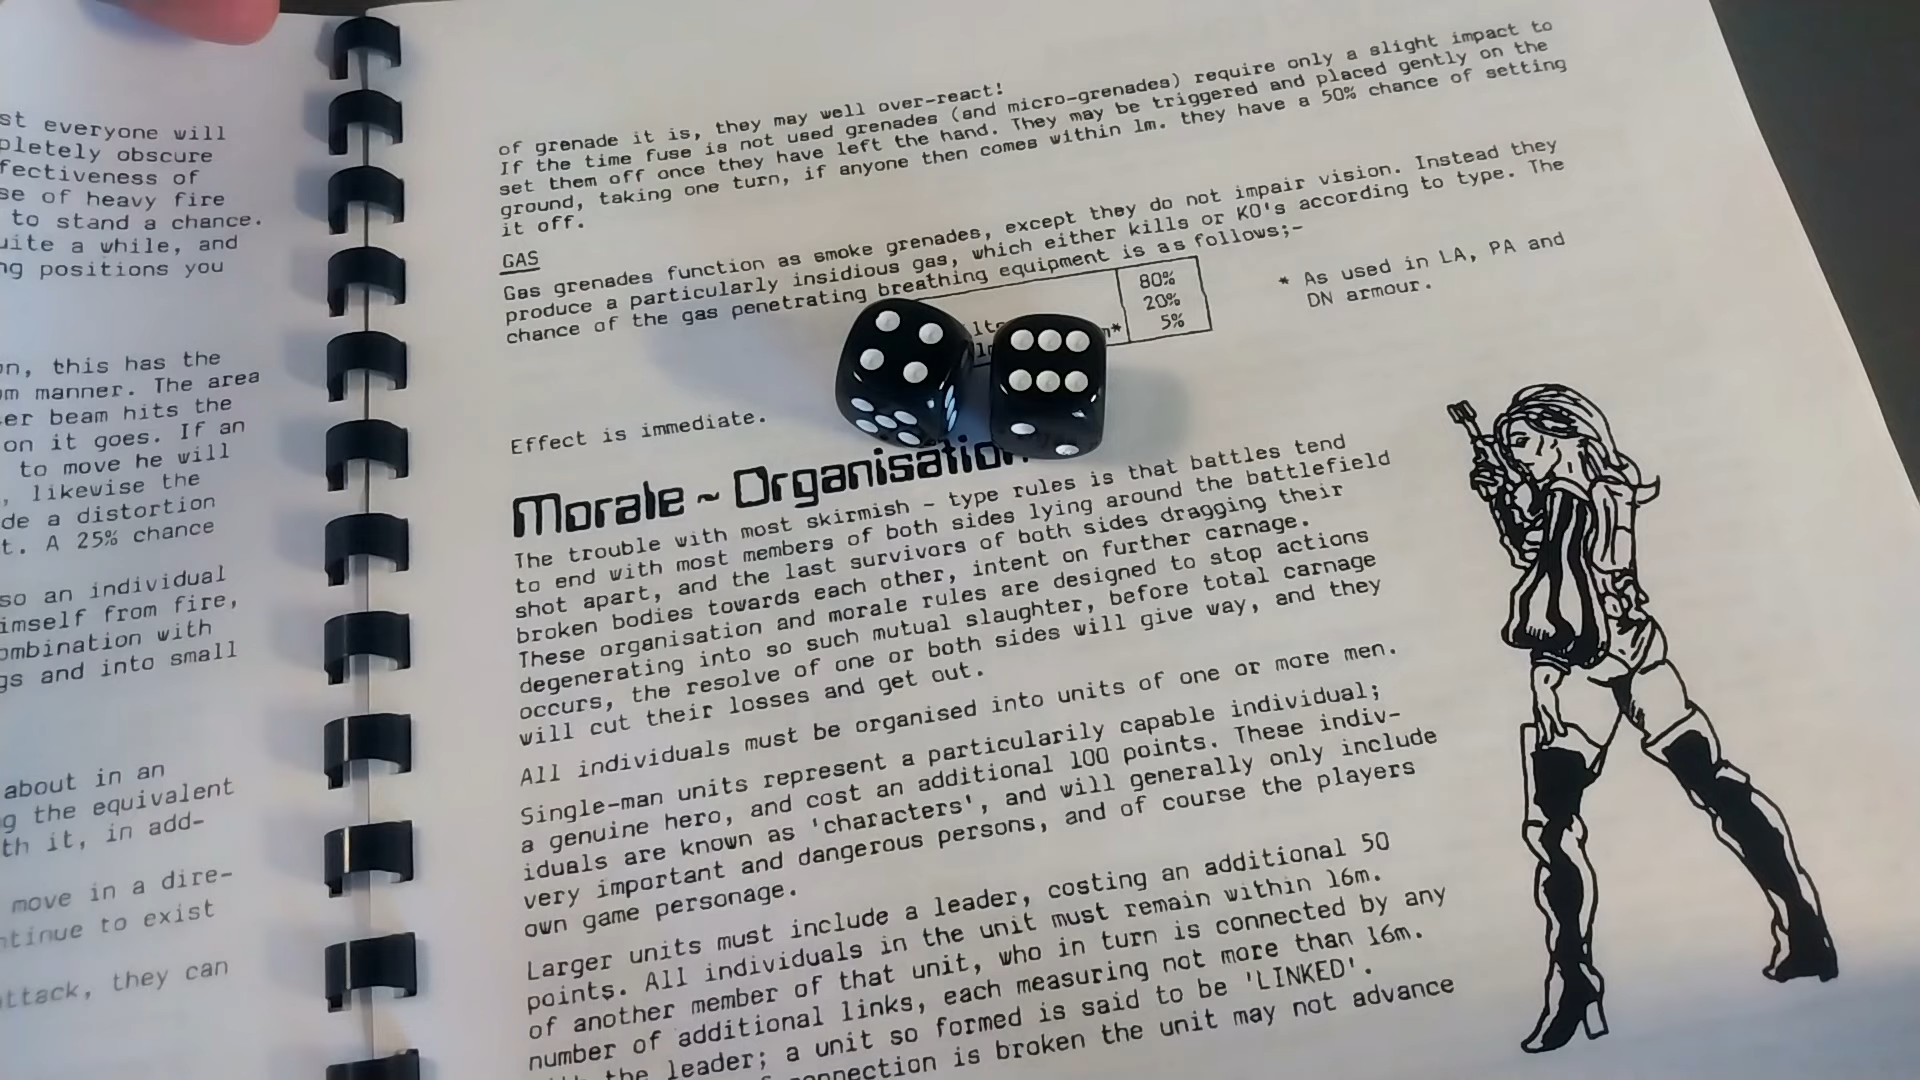 st everyone will
pletely obscure
fectiveness of
se of heavy fire
to stand a chance.
uite a while, and
ng positions you
on, this has the
om manner. The area
er beam hits the
on it goes. If an
to move he will
, likewise the
de a distortion
t. A 25% chance
so an individual
imself from fire,
ombination with
gs and into small
about in an
g the equivalent
th it, in add-
move in a dire-
ntinue to exist
attack, they can
of grenade it is, they may well over-react!
If the time fuse is not used grenades (and micro-grenades) require only a slight impact to
set them off once they have left the hand. They may be triggered and placed gently on the
ground, taking one turn, if anyone then comes within 1m. they have a 50% chance of setting
it off.
GAS
Gas grenades function as smoke grenades, except they do not impair vision. Instead they
produce a particularly insidious gas, which either kills or KO's according to type. The
chance of the gas penetrating breathing equipment is as follows;-
80%
20%
5%
* As used in LA, PA and
DN armour.
Effect is immediate.
Morale ~ Organisation
The trouble with most skirmish - type rules is that battles tend
to end with most members of both sides lying around the battlefield
shot apart, and the last survivors of both sides dragging their
broken bodies towards each other, intent on further carnage.
These organisation and morale rules are designed to stop actions
degenerating into so such mutual slaughter, before total carnage
occurs, the resolve of one or both sides will give way, and they
will cut their losses and get out.
All individuals must be organised into units of one or more men.
Single-man units represent a particularily capable individual;
a genuine hero, and cost an additional 100 points. These indiv-
iduals are known as 'characters', and will generally only include
very important and dangerous persons, and of course the players
own game personage.
Larger units must include a leader, costing an additional 50
points. All individuals in the unit must remain within 16m.
of another member of that unit, who in turn is connected by any
number of additional links, each measuring not more than 16m.
the leader; a unit so formed is said to be 'LINKED'.
connection is broken the unit may not advance